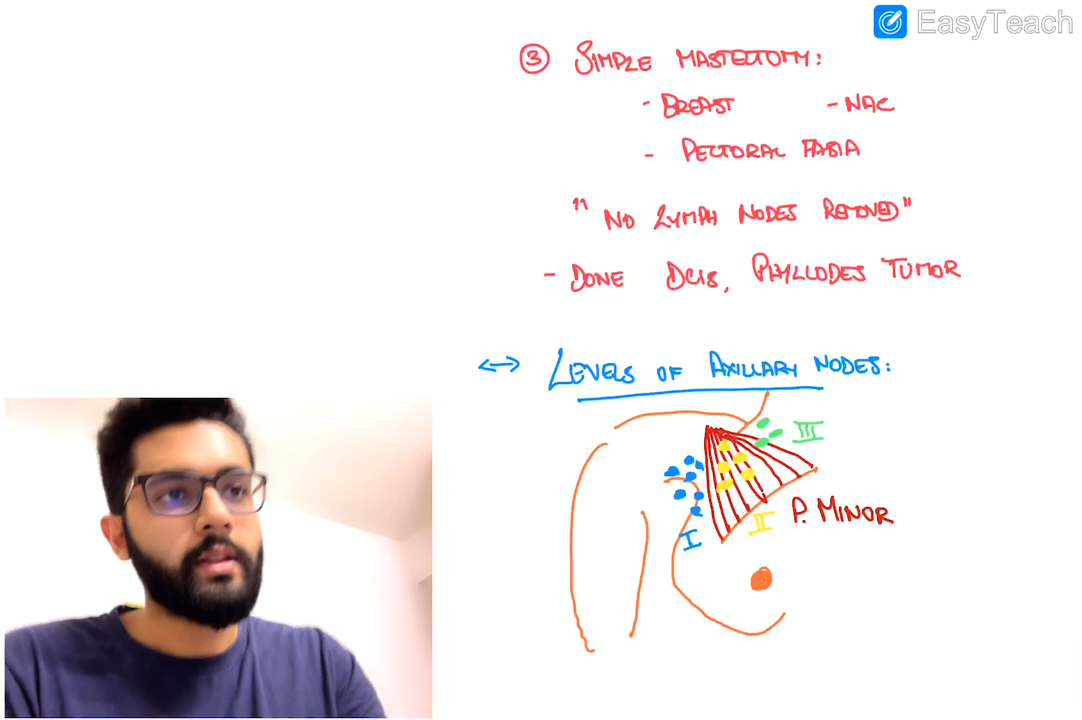 EasyTeach
③ SIMPLE MASTECTOMY:
- BREAST - NAC
- PECTORAL FASIA
" NO LYMPH NODES REMOVED"
- DONE DCIS, PHYLLODES TUMOR
↔ LEVELS OF AXILLARY NODES:
III
P. MINOR
II
I